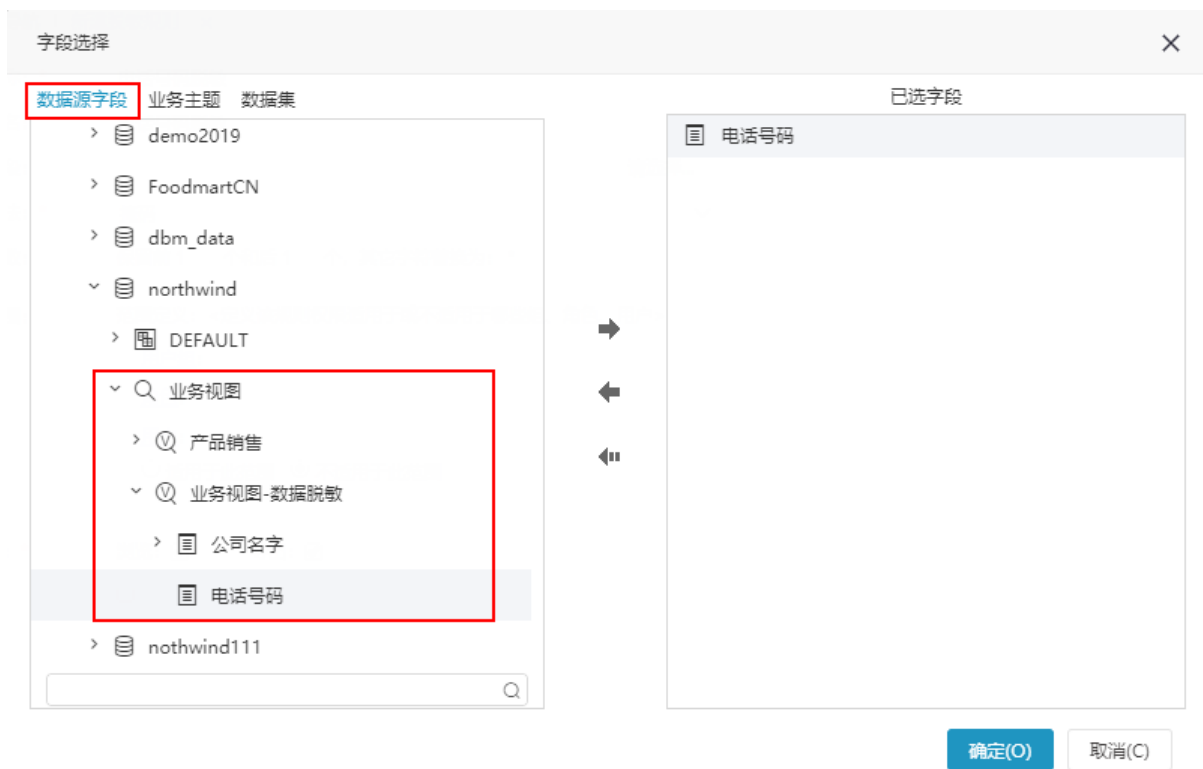 字段选择
数据源字段 业务主题 数据集
已选字段
demo2019
电话号码
FoodmartCN
dbm_data
northwind
DEFAULT
业务视图
产品销售
业务视图-数据脱敏
公司名字
电话号码
nothwind111
确定(O) 取消(C)